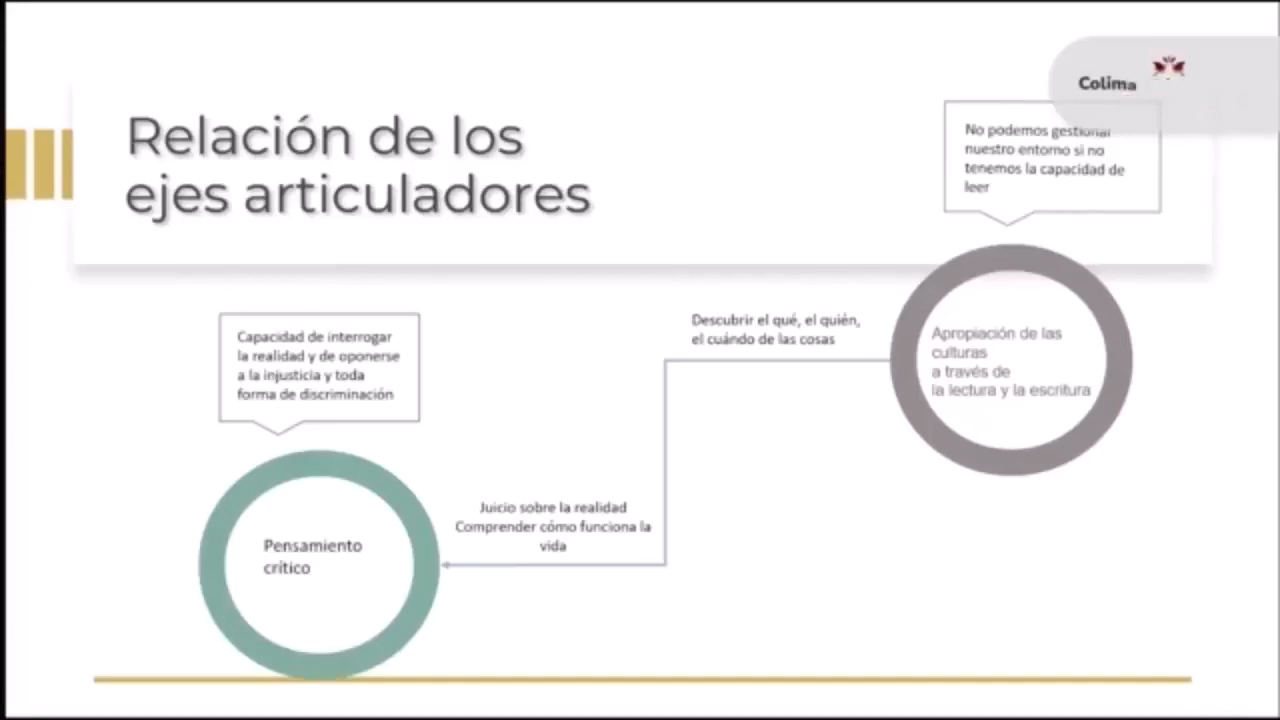 Colima
Relación de los
ejes articuladores
No podemos gestionar
nuestro entorno si no
tenemos la capacidad de
leer
Capacidad de interrogar
la realidad y de oponerse
a la injusticia y toda
forma de discriminación
Descubrir el qué, el quién,
el cuándo de las cosas
Apropiación de las
culturas
a través de
la lectura y la escritura
Juicio sobre la realidad
Comprender cómo funciona la
vida
Pensamiento
crítico